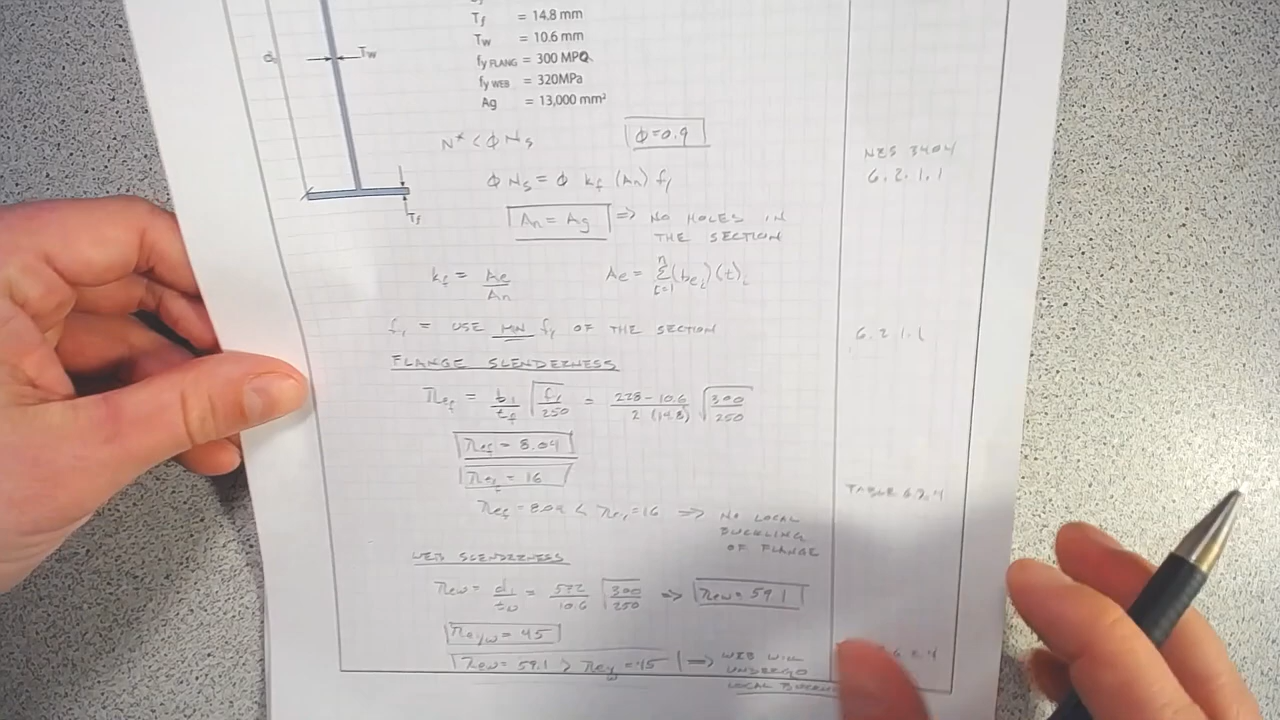 Tf = 14.8 mm
Tw = 10.6 mm
fy FLANG = 300 MPa
fy WEB = 320MPa
Ag = 13,000 mm²
d₁
Tw
Tf
N* < φ Ns φ=0.9
NZS 3404
6.2.1.1
φ Ns = φ kf (An) fy
An = Ag => NO HOLES IN
THE SECTION
kf = Ae/An Ae = Σ(bei)(t)i
n
i=1
fy = USE MIN fy OF THE SECTION
6.2.1.1
FLANGE SLENDERNESS
λef = b1/tf √(fy/250) = 228-10.6/2(14.8) √(300/250)
λef = 8.04
λey = 16
TABLE 6.2.4
λef = 8.04 < λey = 16 => NO LOCAL
BUCKLING
OF FLANGE
WEB SLENDERNESS
λew = d1/tw = 572/10.6 √(300/250) => λew = 59.1
λeyw = 45
λew = 59.1 > λeyw = 45 => WEB WILL
UNDERGO
LOCAL